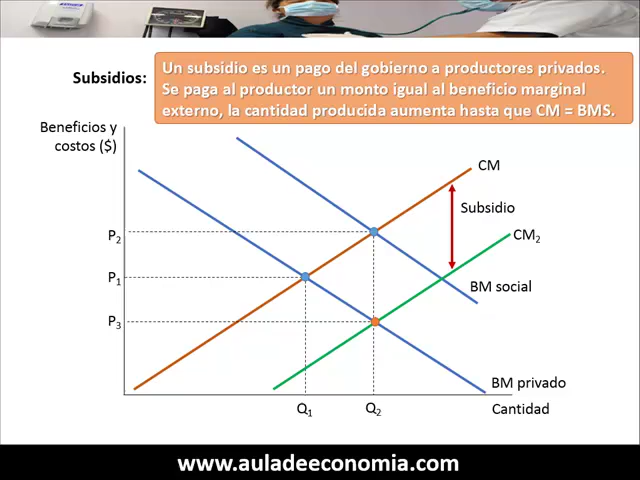 Subsidios:
Un subsidio es un pago del gobierno a productores privados.
Se paga al productor un monto igual al beneficio marginal
externo, la cantidad producida aumenta hasta que CM = BMS.
Beneficios y
costos ($)
CM
Subsidio
P₂
CM₂
P₁
BM social
P₃
BM privado
Q₁
Q₂
Cantidad
www.auladeeconomia.com